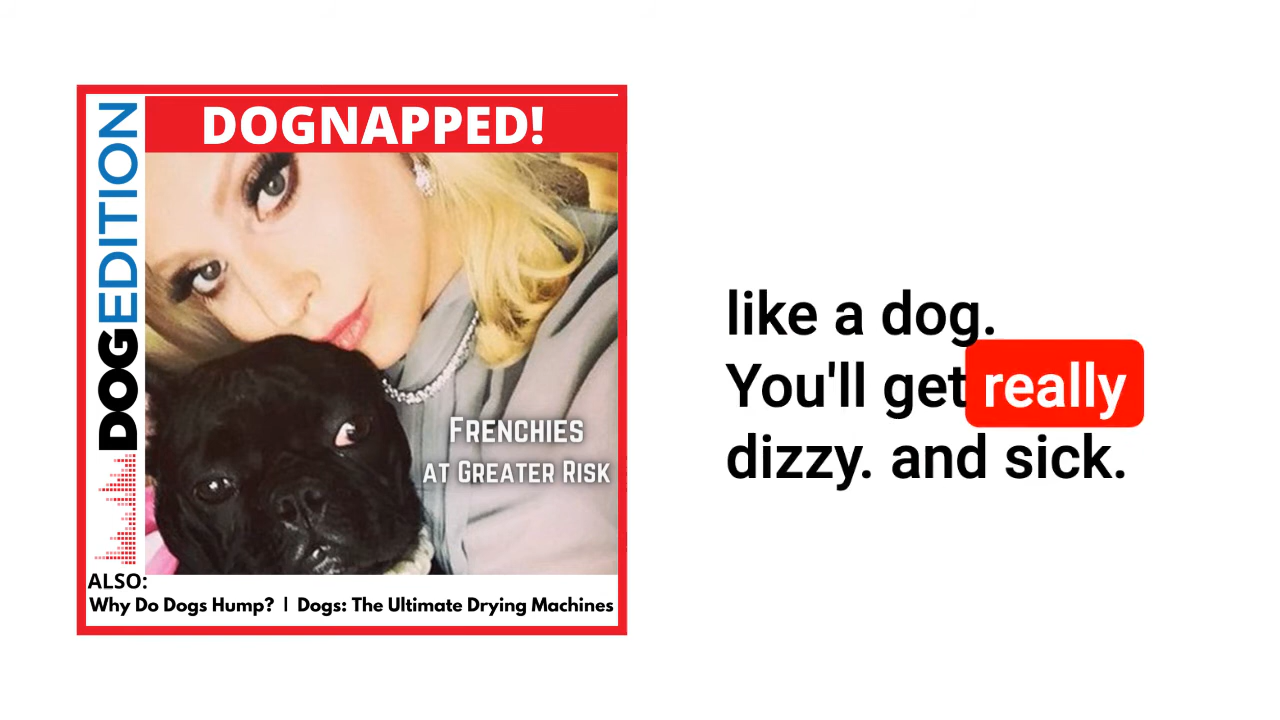 DOGNAPPED!
DOGEDITION
FRENCHIES
AT GREATER RISK
ALSO:
Why Do Dogs Hump? | Dogs: The Ultimate Drying Machines
like a dog.
You'll get really
dizzy. and sick.